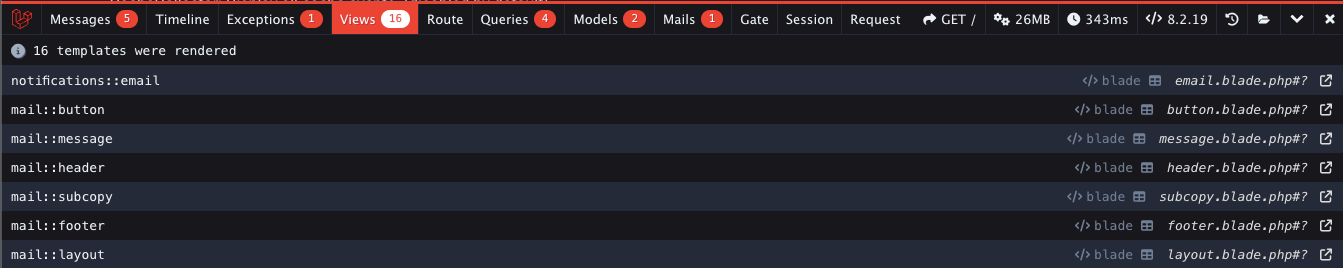 Messages 5 Timeline Exceptions 1 Views 16 Route Queries 4 Models 2 Mails 1 Gate Session Request GET / 26MB 343ms </> 8.2.19
16 templates were rendered
notifications::email </> blade email.blade.php#?
mail::button </> blade button.blade.php#?
mail::message </> blade message.blade.php#?
mail::header </> blade header.blade.php#?
mail::subcopy </> blade subcopy.blade.php#?
mail::footer </> blade footer.blade.php#?
mail::layout </> blade layout.blade.php#?